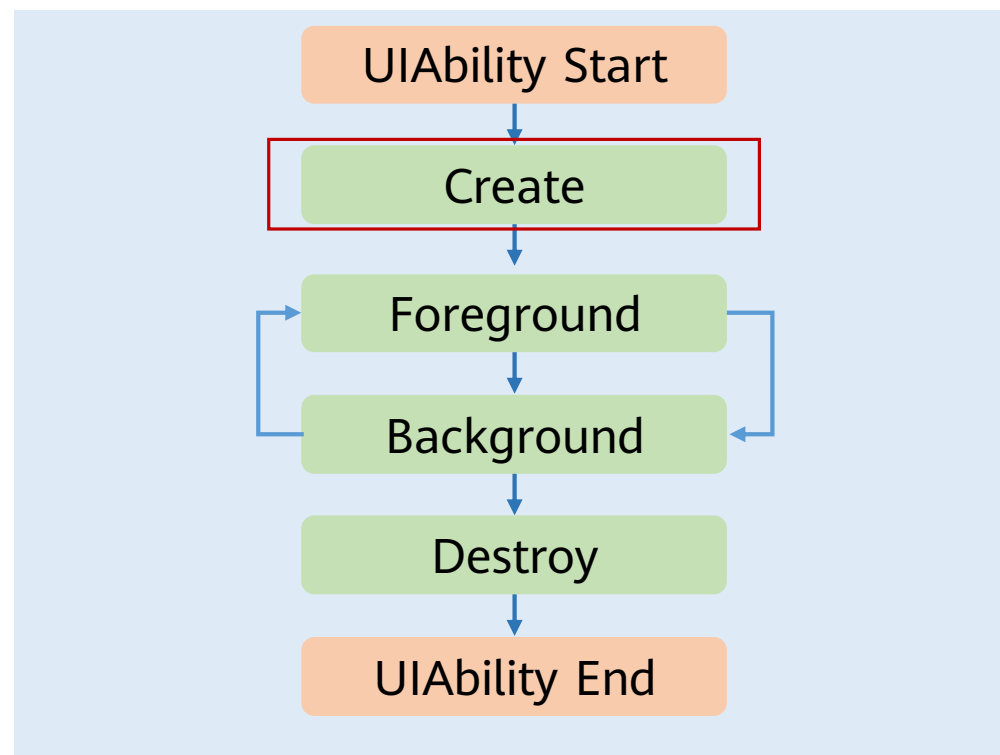 UIAbility Start
Create
Foreground
Background
Destroy
UIAbility End